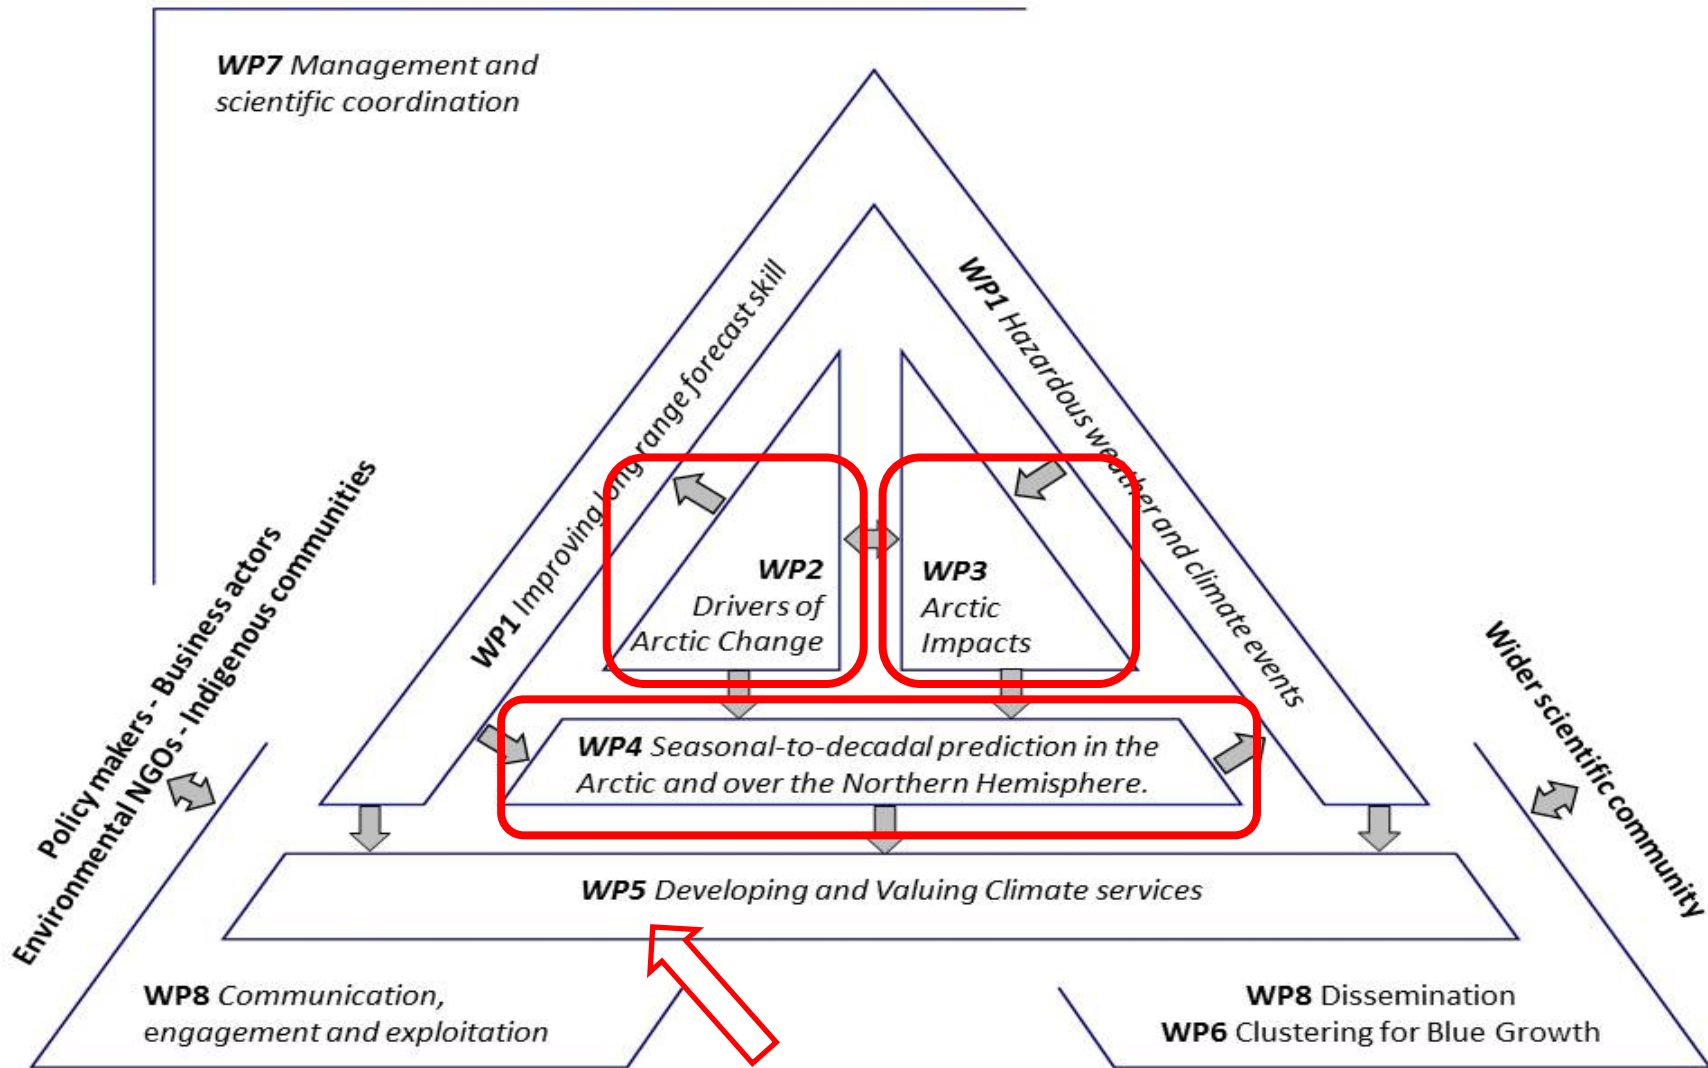 WP7 Management and
scientific coordination
WP1 Improving long range forecast skill
WP1 Hazardous weather and climate events
WP2
Drivers of
Arctic Change
WP3
Arctic
Impacts
WP4 Seasonal-to-decadal prediction in the
Arctic and over the Northern Hemisphere.
WP5 Developing and Valuing Climate services
Policy makers - Business actors
Environmental NGOs - Indigenous communities
Wider scientific community
WP8 Communication,
engagement and exploitation
WP8 Dissemination
WP6 Clustering for Blue Growth